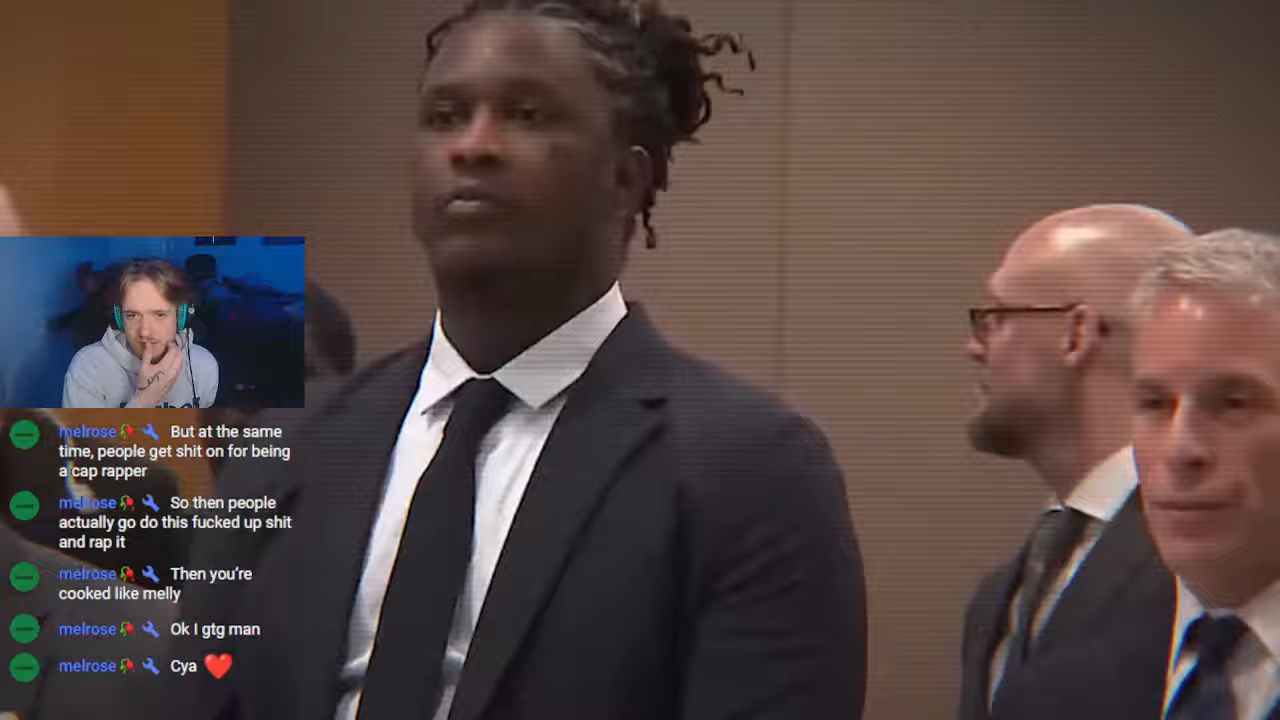 melrose🥀 🔧 But at the same
time, people get shit on for being
a cap rapper
melrose🥀 🔧 So then people
actually go do this fucked up shit
and rap it
melrose🥀 🔧 Then you're
cooked like melly
melrose🥀 🔧 Ok I gtg man
melrose🥀 🔧 Cya ❤️